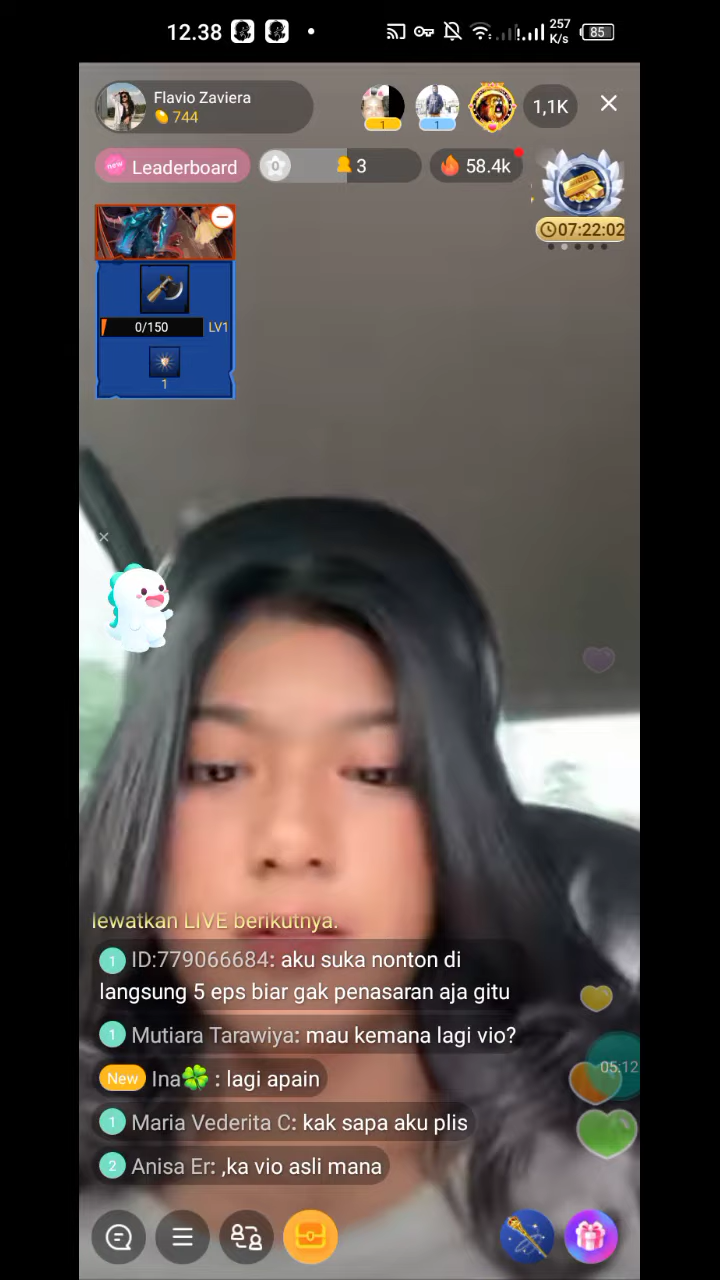 12.38
257
K/s
85
Flavio Zaviera
744
1
1
1,1K
new
Leaderboard
0
3
58.4k
07:22:02
0/150
LV1
1
lewatkan LIVE berikutnya.
1 ID:779066684: aku suka nonton di
langsung 5 eps biar gak penasaran aja gitu
1 Mutiara Tarawiya: mau kemana lagi vio?
New Ina🍀 : lagi apain
1 Maria Vederita C: kak sapa aku plis
2 Anisa Er: ,ka vio asli mana
05:12